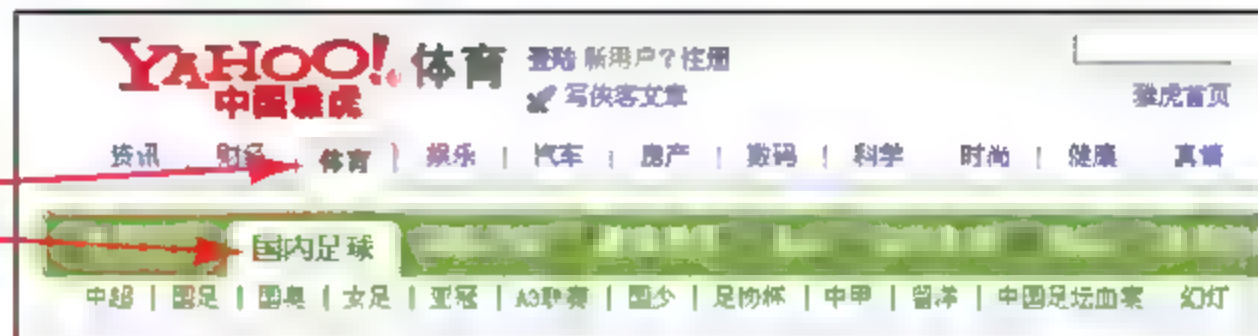 YAHOO! 体育 登陆 新用户?注册
中国雅虎 写侠客文章 雅虎首页
资讯 财经 体育 | 娱乐 | 汽车 | 房产 | 数码 | 科学 时尚 | 健康
国内足球
中超 | 国足 | 国奥 | 女足 | 亚冠 | A3联赛 | 国少 | 足协杯 | 中甲 | 留洋 | 中国足坛血案 幻灯